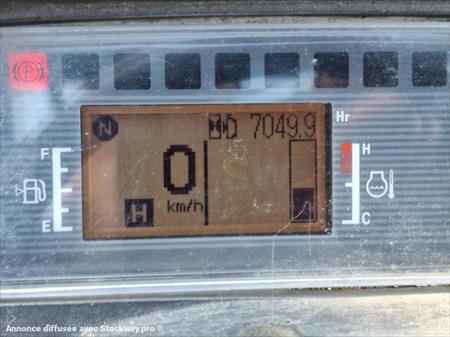 P
N
7049.9 Hr
F
0
H
km/h
H
E
C
Annonce diffusée avec Stockway.pro ®